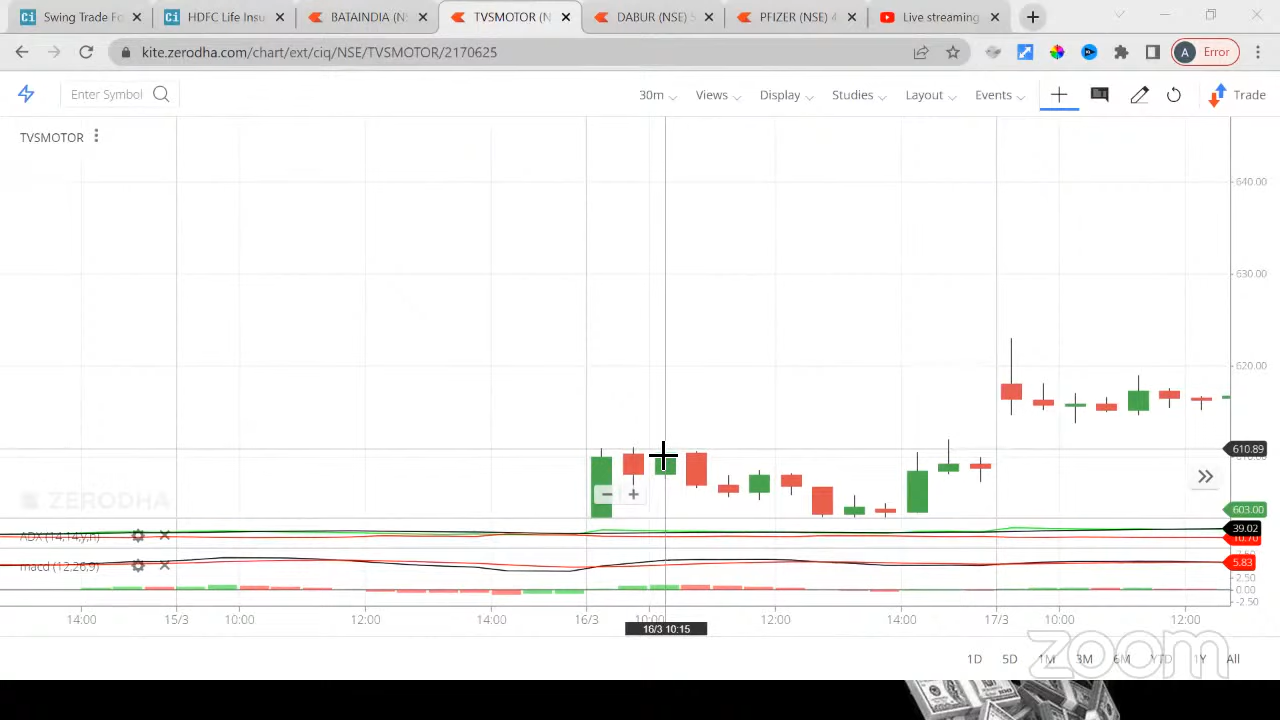 Swing Trade Fo
HDFC Life Insu
BATAINDIA (N
TVSMOTOR (N
DABUR (NSE) 5
PFIZER (NSE) 4
Live streaming
kite.zerodha.com/chart/ext/ciq/NSE/TVSMOTOR/2170625
A Error
Enter Symbol
30m Views Display Studies Layout Events Trade
TVSMOTOR
640.00
630.00
620.00
610.89
ZERODHA
603.00
ADX (14,14,y,n)
39.02
macd (12,26,9)
5.83
2.50
0.00
-2.50
14:00 15/3 10:00 12:00 14:00 16/3 10:00 12:00 14:00 17/3 10:00 12:00
16/3 10:15
1D 5D 1M 3M 6M YTD 1Y All
zoom